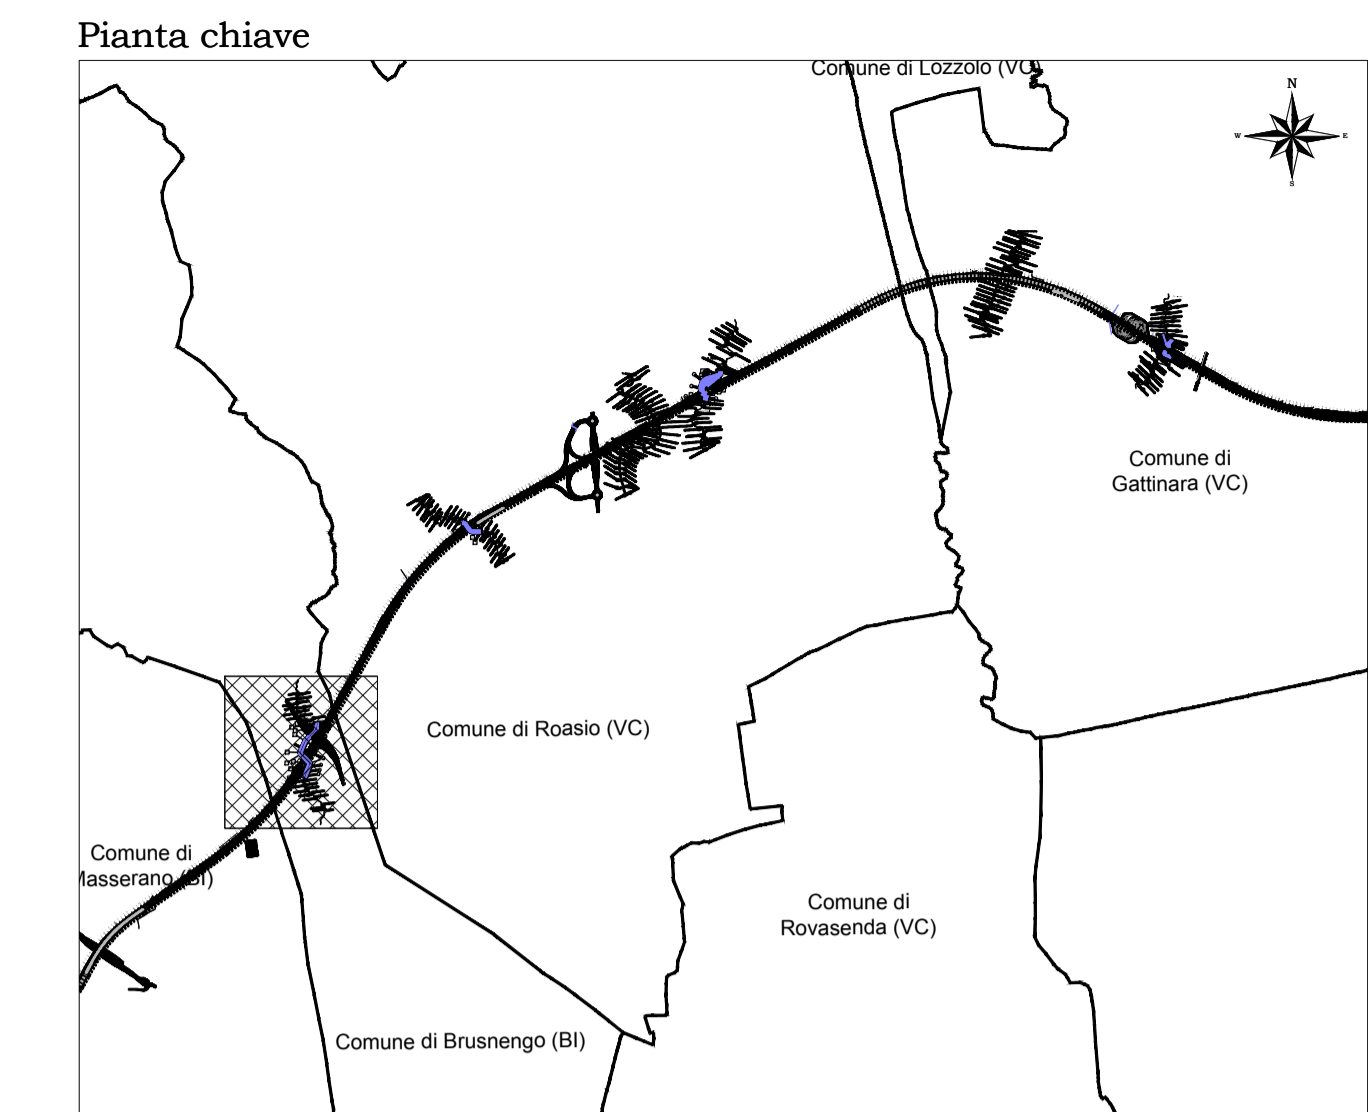 Pianta chiave
Comune di Lozzolo (VC)
N
W E
S
Comune di
Gattinara (VC)
Comune di Roasio (VC)
Comune di
Masserano (BI)
Comune di
Rovasenda (VC)
Comune di Brusnengo (BI)